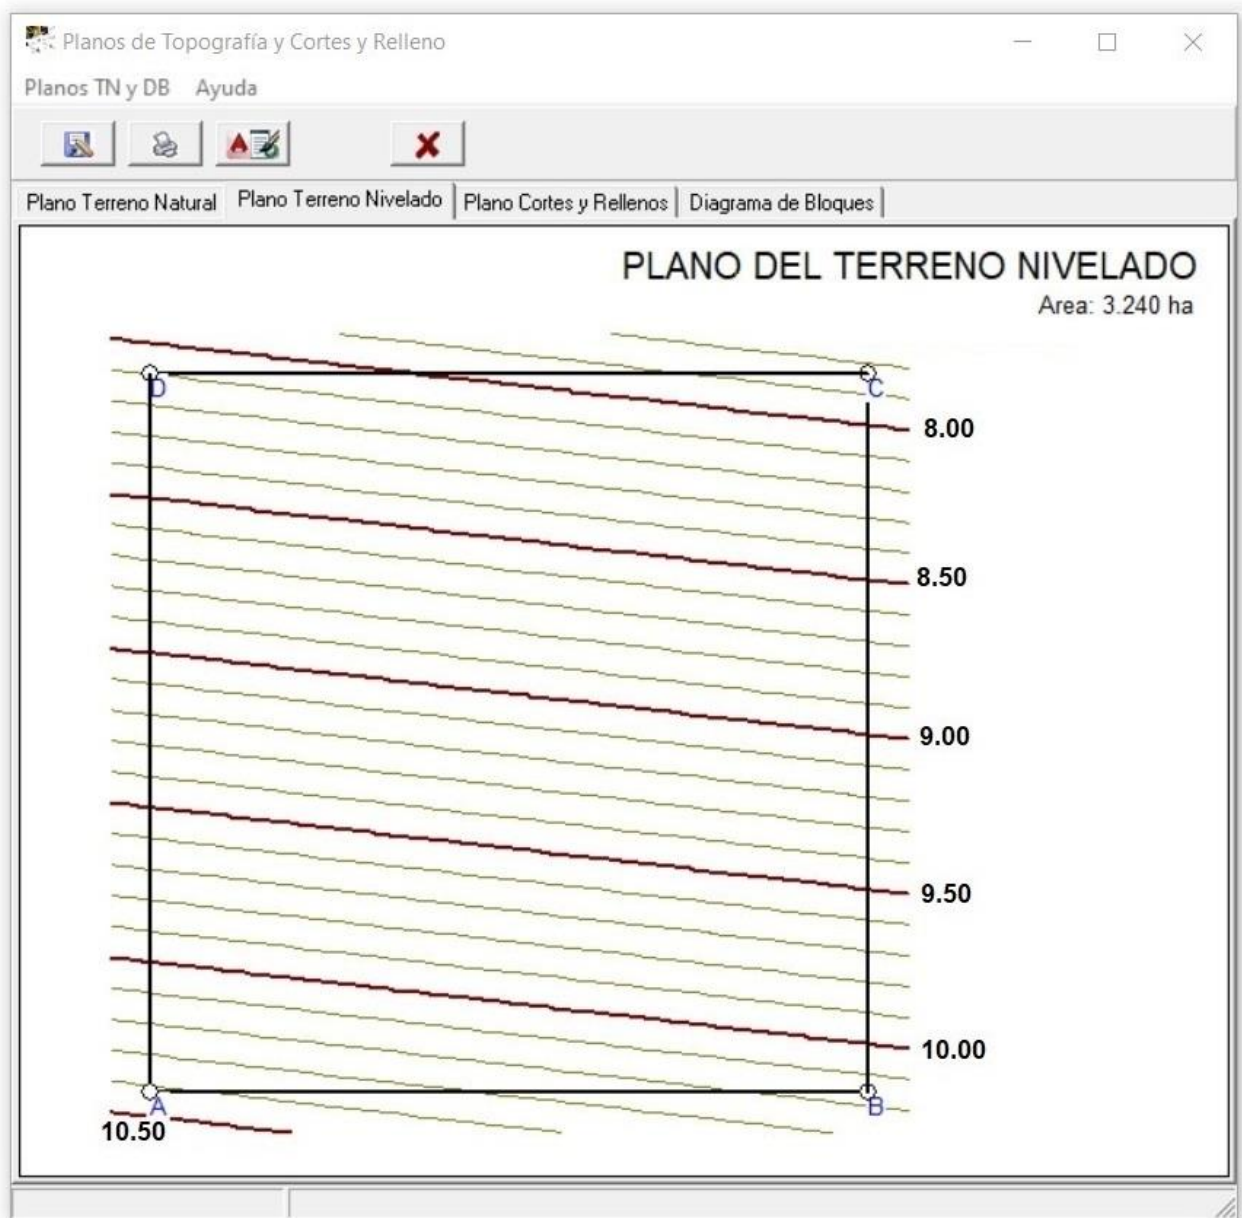 Planos de Topografía y Cortes y Relleno
Planos TN y DB Ayuda
Plano Terreno Natural Plano Terreno Nivelado Plano Cortes y Rellenos Diagrama de Bloques
PLANO DEL TERRENO NIVELADO
Area: 3.240 ha
D
C
8.00
8.50
9.00
9.50
10.00
A
B
10.50